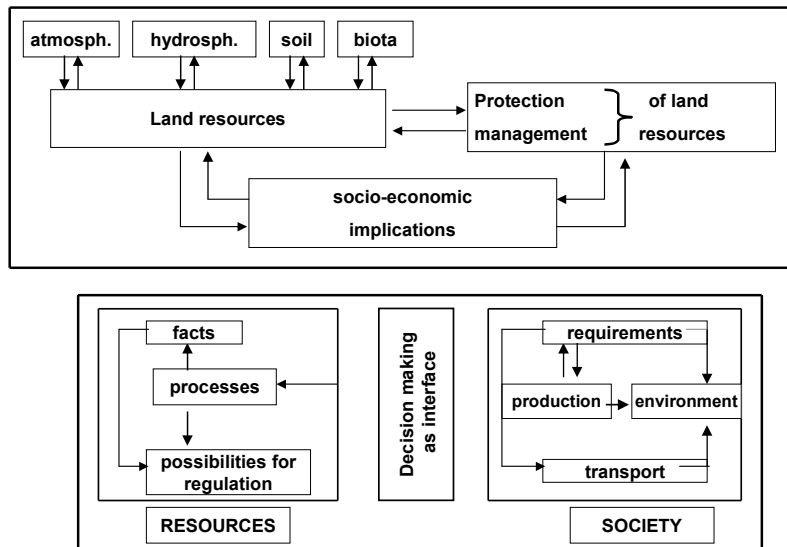 atmosph.
hydrosph.
soil
biota
Land resources
Protection
management
of land
resources
socio-economic
implications
facts
processes
possibilities for
regulation
RESOURCES
Decision making
as interface
requirements
production
environment
transport
SOCIETY